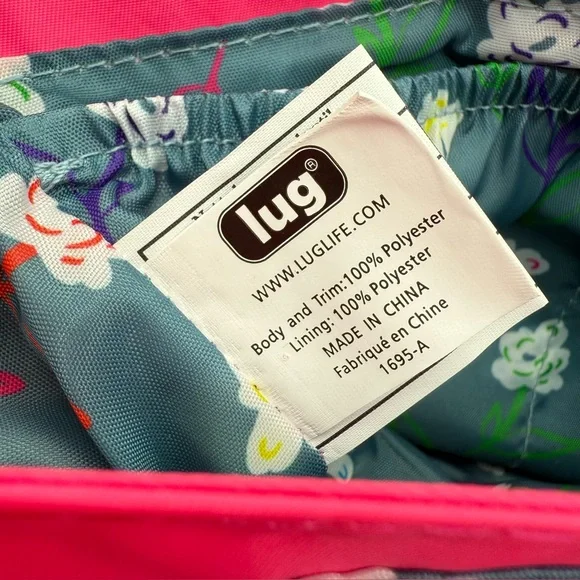 lug®
WWW.LUGLIFE.COM
Body and Trim:100% Polyester
Lining: 100% Polyester
MADE IN CHINA
Fabriqué en Chine
1695-A